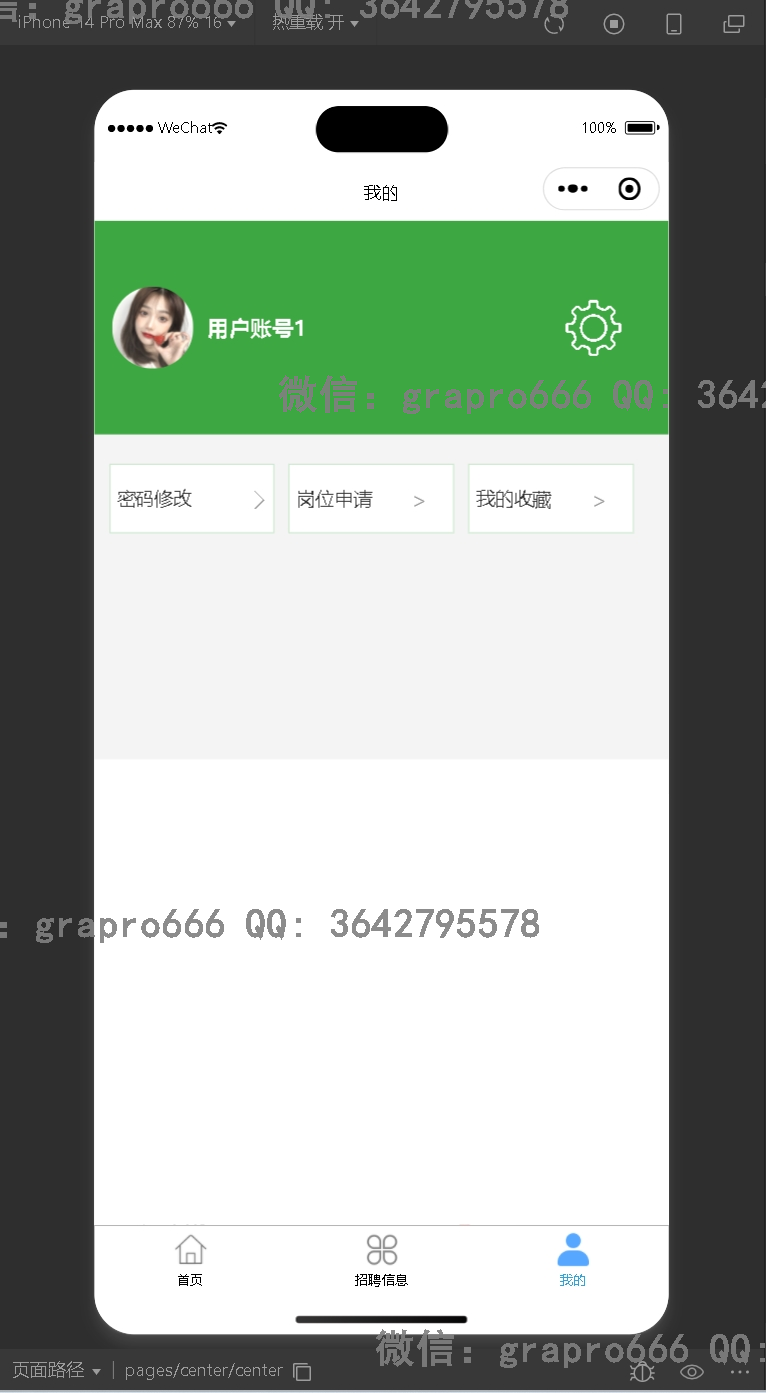 iPhone 14 Pro Max 87% 16 热重载 开
信: grapro666 QQ: 3642795578
WeChat 100%
我的
用户账号1
微信: grapro666 QQ: 3642
密码修改 > 岗位申请 > 我的收藏 >
: grapro666 QQ: 3642795578
首页 招聘信息 我的
微信: grapro666 QQ:
页面路径 | pages/center/center